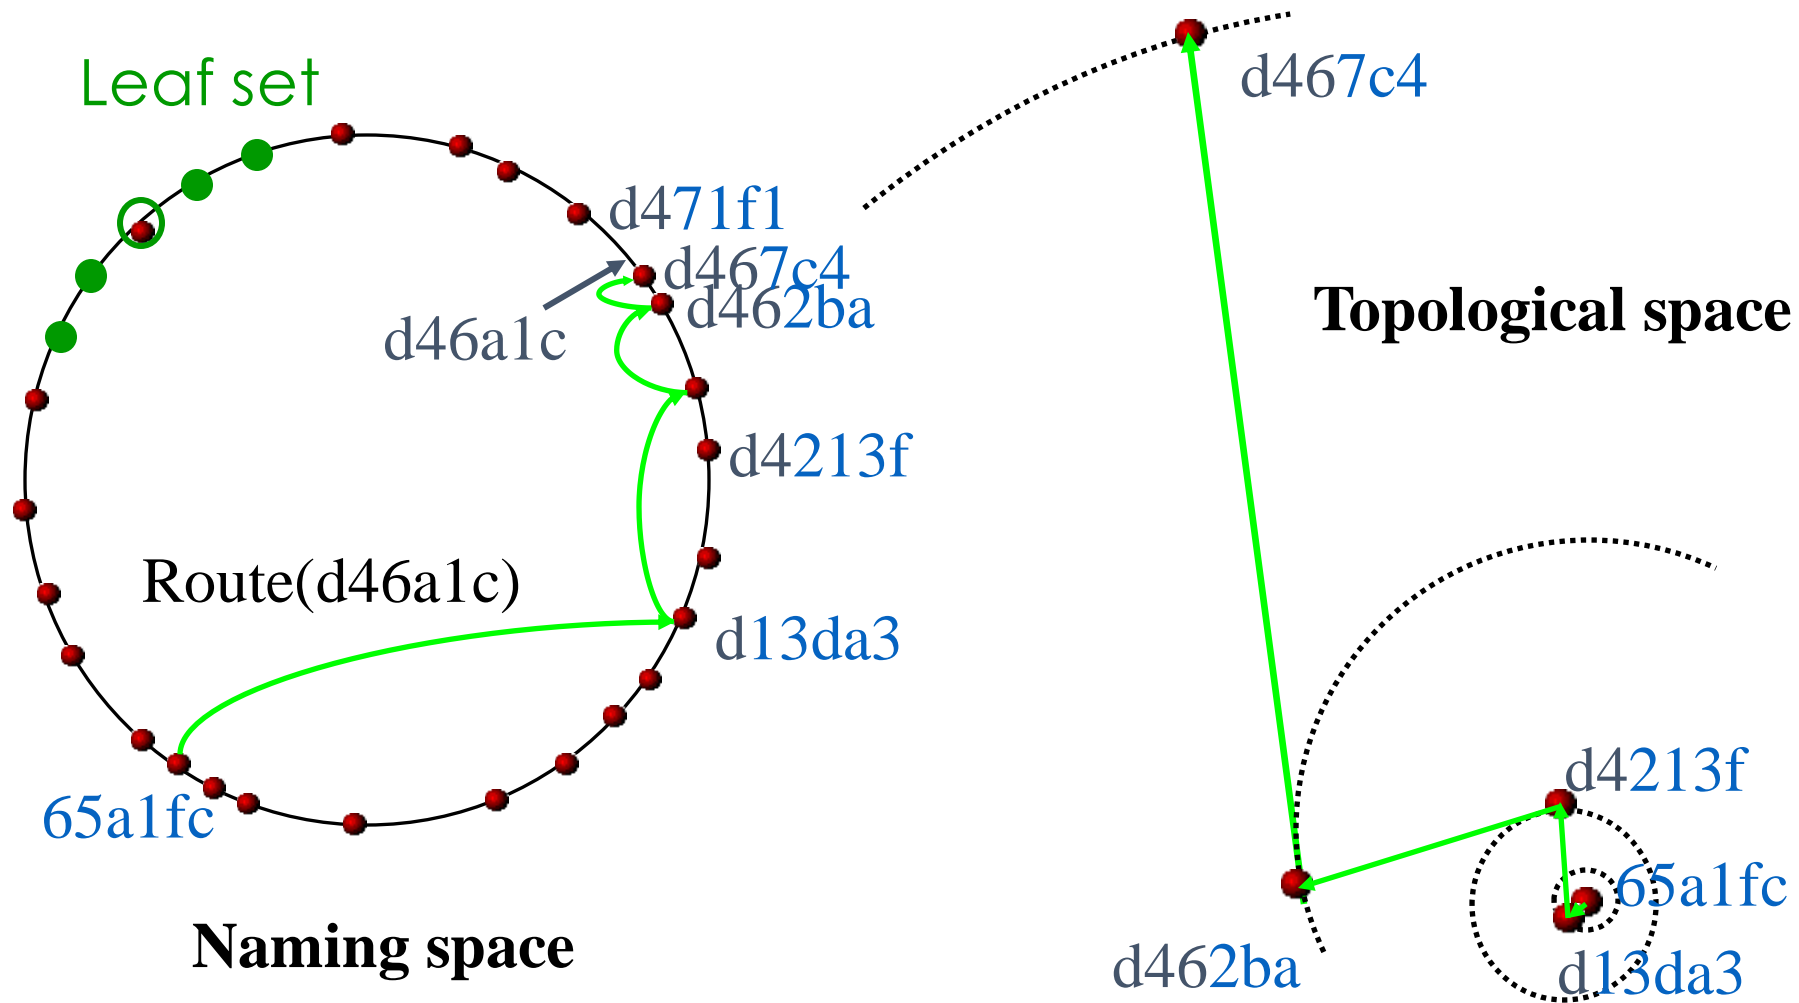 Leaf set
d471f1
d467c4
d462ba
d46a1c
d4213f
Route(d46a1c)
d13da3
65a1fc
Naming space
d467c4
Topological space
d4213f
65a1fc
d462ba
d13da3